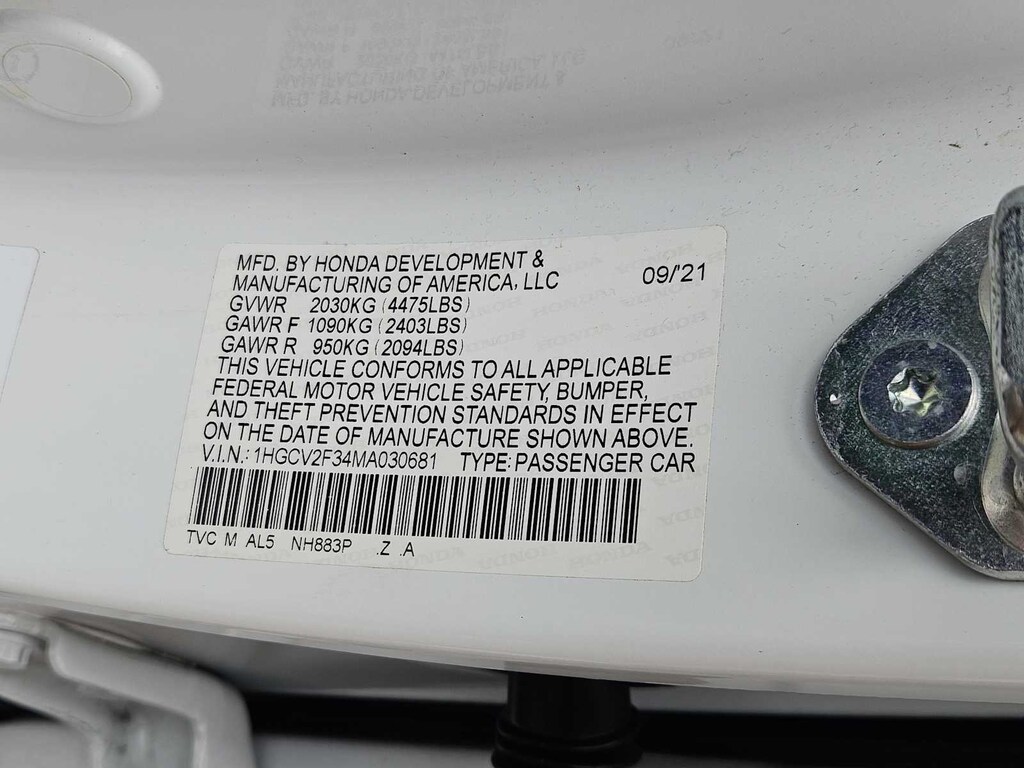 MFD. BY HONDA DEVELOPMENT &
MANUFACTURING OF AMERICA, LLC 09/'21
GVWR 2030KG (4475LBS)
GAWR F 1090KG (2403LBS)
GAWR R 950KG (2094LBS)
THIS VEHICLE CONFORMS TO ALL APPLICABLE
FEDERAL MOTOR VEHICLE SAFETY, BUMPER,
AND THEFT PREVENTION STANDARDS IN EFFECT
ON THE DATE OF MANUFACTURE SHOWN ABOVE.
V.I.N.: 1HGCV2F34MA030681 TYPE: PASSENGER CAR
TVC M AL5 NH883P .Z .A